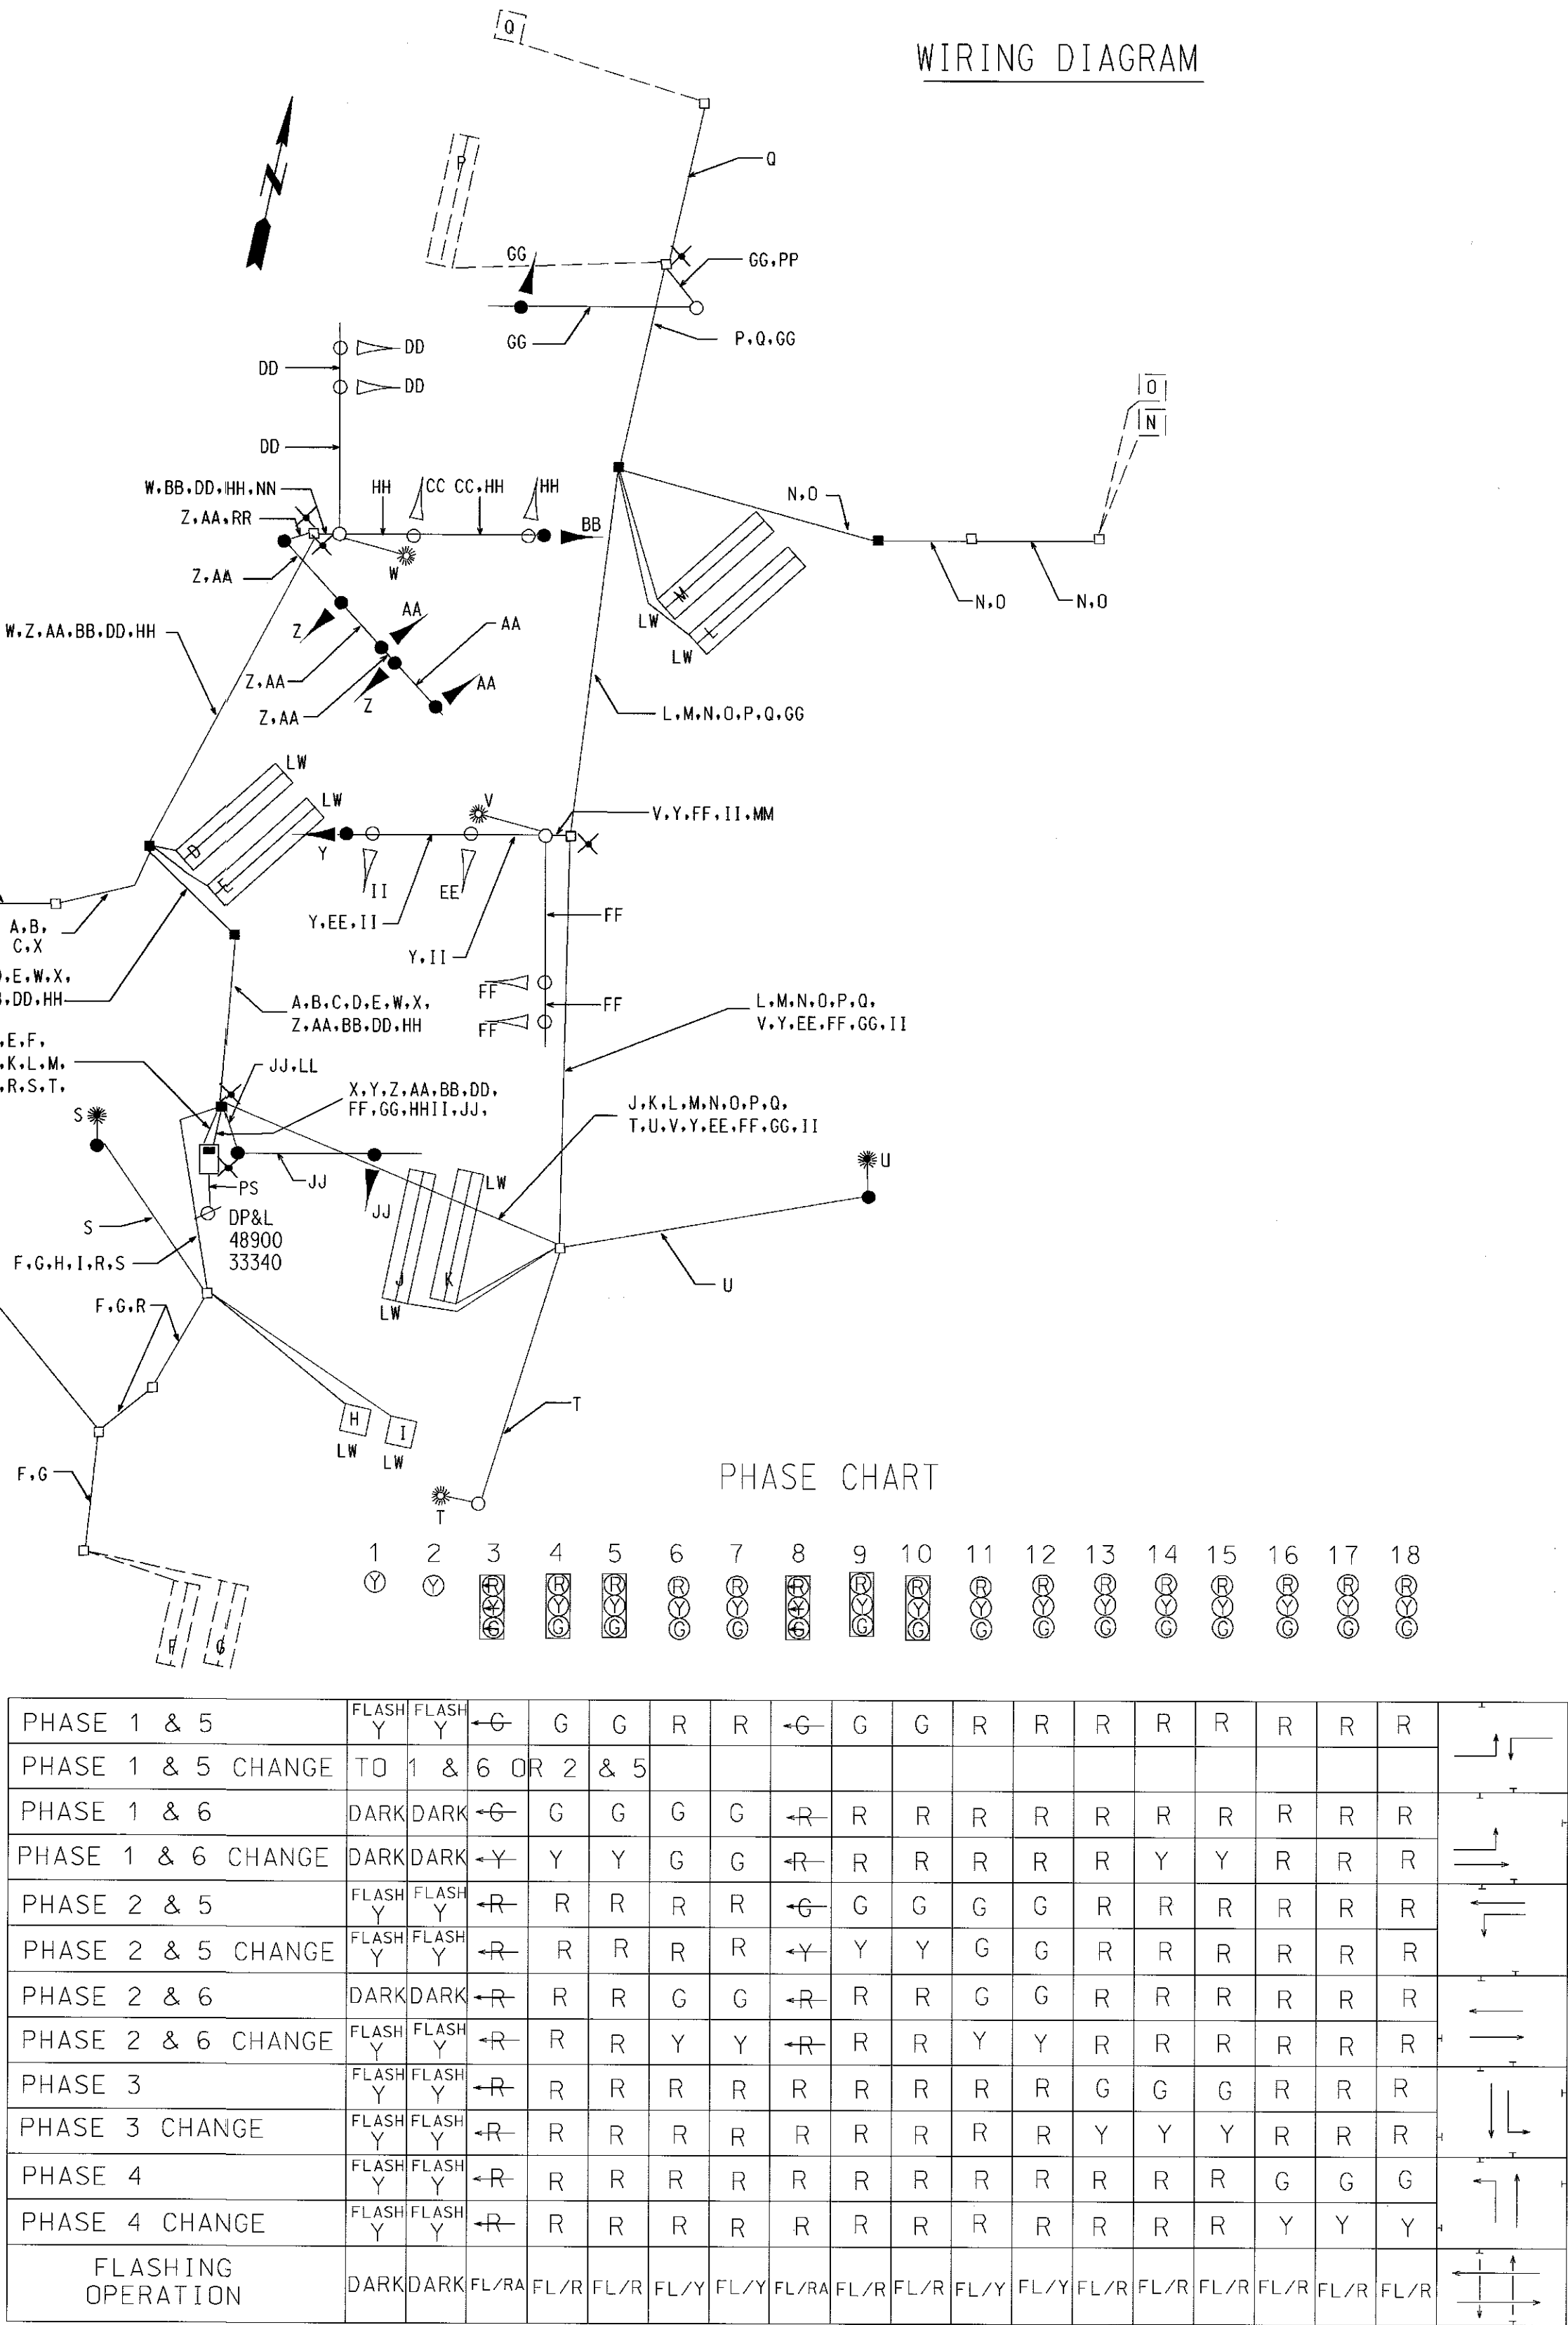 WIRING DIAGRAM
Q
N
P
Q
GG
GG,PP
GG
P,Q,GG
DD
DD
DD
DD
O
N
W,BB,DD,HH,NN
HH
CC
CC,HH
HH
N,O
Z,AA,RR
BB
W
Z,AA
AA
Z
AA
M
N,O
N,O
LW
L
LW
W,Z,AA,BB,DD,HH
Z,AA
AA
Z
Z,AA
L,M,N,O,P,Q,GG
LW
LW
V
V,Y,FF,II,MM
D
Y
E
II
EE
A,B,
C,X
Y,EE,II
FF
Y,II
,E,W,X,
,DD,HH
FF
A,B,C,D,E,W,X,
Z,AA,BB,DD,HH
FF
FF
L,M,N,O,P,Q,
V,Y,EE,FF,GG,II
,E,F,
,K,L,M,
,R,S,T,
JJ,LL
X,Y,Z,AA,BB,DD,
FF,GG,HHII,JJ,
J,K,L,M,N,O,P,Q,
T,U,V,Y,EE,FF,GG,II
S
U
JJ
LW
PS
JJ
S
DP&L
48900
33340
F,G,H,I,R,S
J
K
U
LW
F,G,R
T
H
I
LW
LW
F,G
T
F
G
PHASE CHART
1 2 3 4 5 6 7 8 9 10 11 12 13 14 15 16 17 18
Y Y R R R R R R R R R R R R R R R R
Y Y Y Y Y Y Y Y Y Y Y Y Y Y Y Y
G G G G G G G G G G G G G G G G
PHASE 1 & 5 FLASH Y FLASH Y G G G R R G G G R R R R R R R R
PHASE 1 & 5 CHANGE TO 1 & 6 OR 2 & 5
PHASE 1 & 6 DARK DARK G G G G G R R R R R R R R R R R
PHASE 1 & 6 CHANGE DARK DARK Y Y Y G G R R R R R R Y Y R R R
PHASE 2 & 5 FLASH Y FLASH Y R R R R R G G G G G R R R R R R
PHASE 2 & 5 CHANGE FLASH Y FLASH Y R R R R R Y Y Y G G R R R R R R
PHASE 2 & 6 DARK DARK R R R G G R R R G G R R R R R R
PHASE 2 & 6 CHANGE FLASH Y FLASH Y R R R Y Y R R R Y Y R R R R R R
PHASE 3 FLASH Y FLASH Y R R R R R R R R R R G G G R R R
PHASE 3 CHANGE FLASH Y FLASH Y R R R R R R R R R R Y Y Y R R R
PHASE 4 FLASH Y FLASH Y R R R R R R R R R R R R R G G G
PHASE 4 CHANGE FLASH Y FLASH Y R R R R R R R R R R R R R Y Y Y
FLASHING
OPERATION DARK DARK FL/RA FL/R FL/R FL/Y FL/Y FL/RA FL/R FL/R FL/Y FL/Y FL/R FL/R FL/R FL/R FL/R FL/R